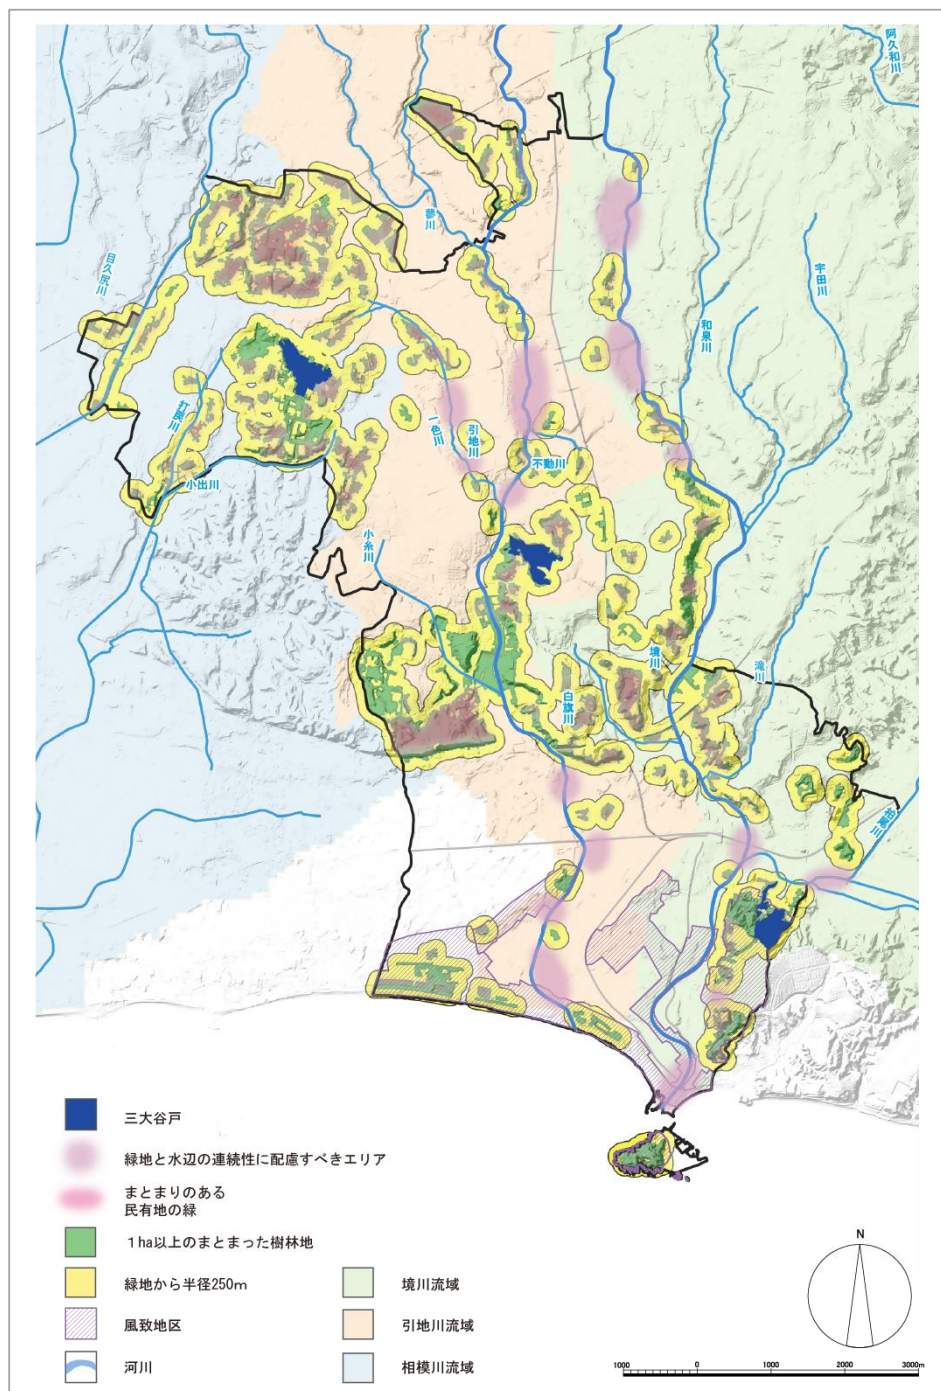 阿久和川
蓼川
目久尻川
宇田川
和泉川
打戻川
一色川
引地川
不動川
小出川
小糸川
境川
滝川
白旗川
柏尾川
三大谷戸
緑地と水辺の連続性に配慮すべきエリア
まとまりのある
民有地の緑
1ha以上のまとまった樹林地
緑地から半径250m
境川流域
風致地区
引地川流域
河川
相模川流域
N
1000 0 1000 2000 3000m